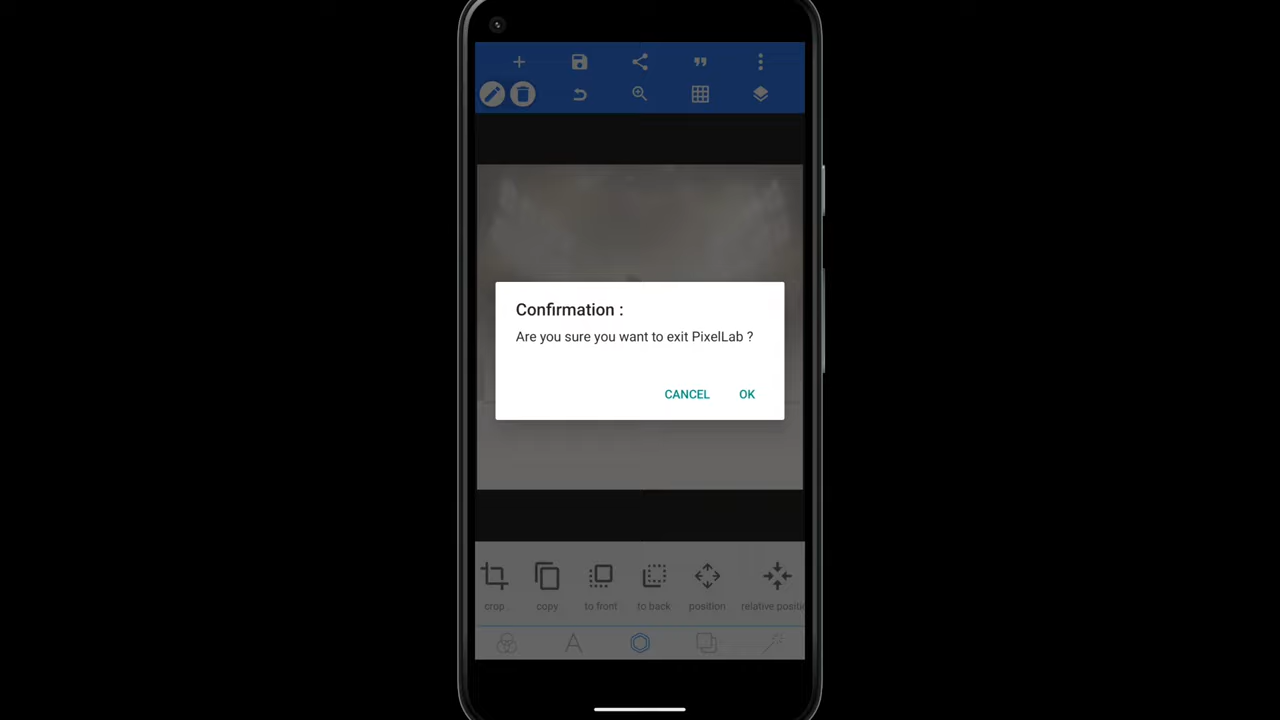 Confirmation :
Are you sure you want to exit PixelLab ?
CANCEL OK
crop copy to front to back position relative positi